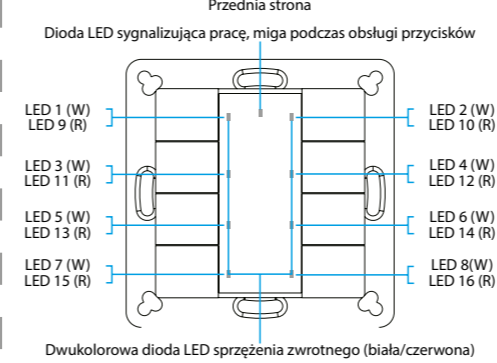 Przednia strona
Dioda LED sygnalizująca pracę, miga podczas obsługi przycisków
LED 1 (W)
LED 9 (R)
LED 2 (W)
LED 10 (R)
LED 3 (W)
LED 11 (R)
LED 4 (W)
LED 12 (R)
LED 5 (W)
LED 13 (R)
LED 6 (W)
LED 14 (R)
LED 7 (W)
LED 15 (R)
LED 8(W)
LED 16 (R)
Dwukolorowa dioda LED sprzężenia zwrotnego (biała/czerwona)